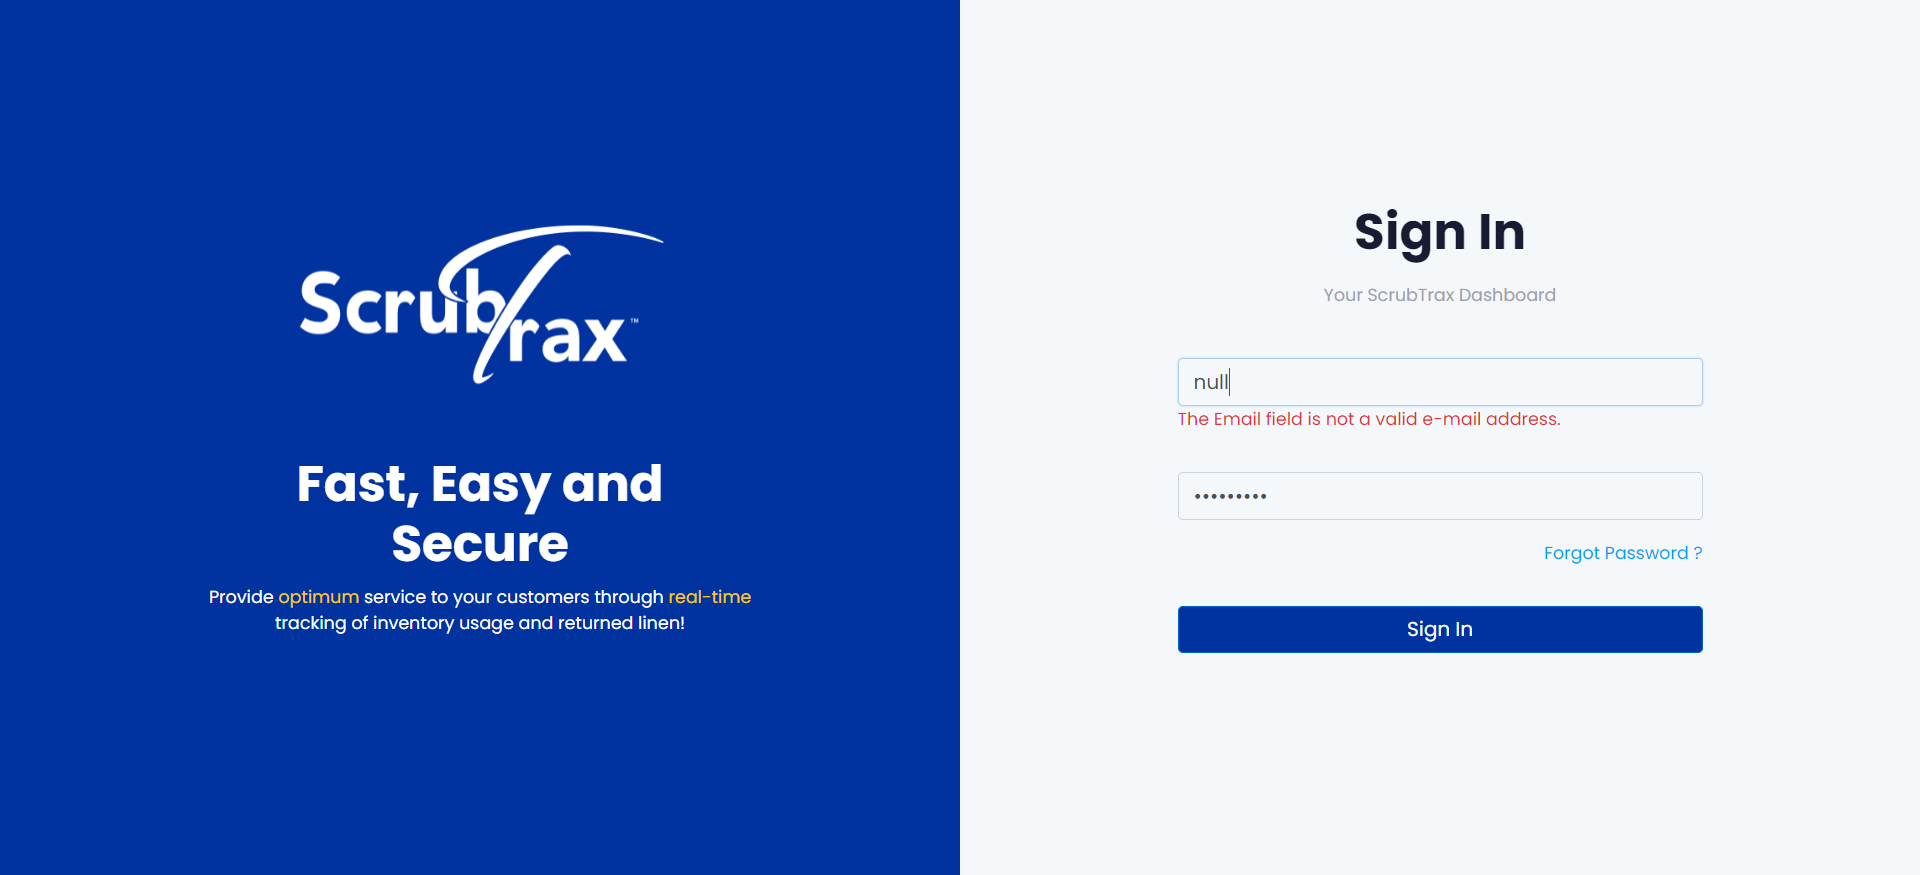 ScrubTrax™
Fast, Easy and
Secure
Provide optimum service to your customers through real-time
tracking of inventory usage and returned linen!
Sign In
Your ScrubTrax Dashboard
null
The Email field is not a valid e-mail address.
•••••••••
Forgot Password ?
Sign In